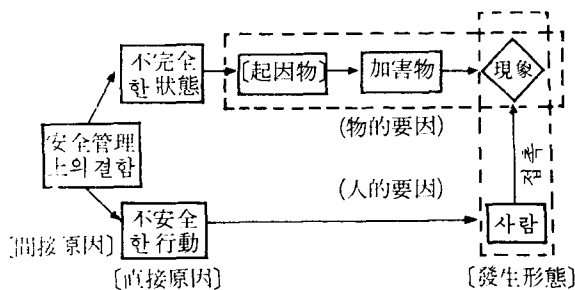 不完全
한 狀態
[起因物]
加害物
現象
(物的要因)
安全管理
上의 결함
접촉
(人的要因)
不安全
한 行動
사람
[間接原因]
[直接原因]
[發生形態]